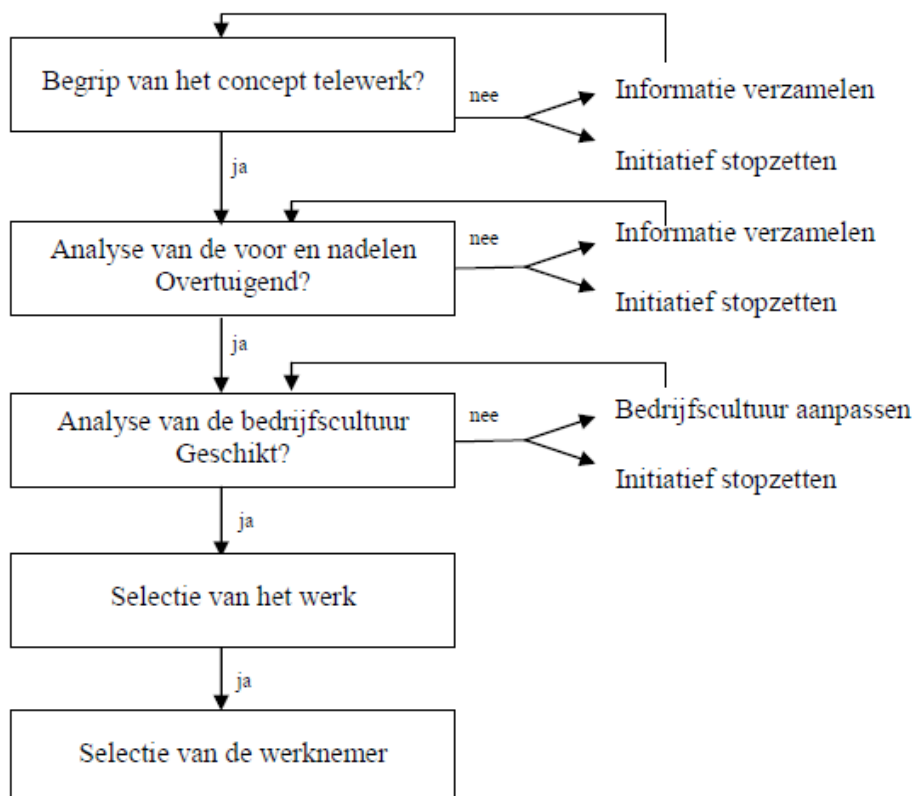 Begrip van het concept telewerk?
nee
Informatie verzamelen
Initiatief stopzetten
ja
Analyse van de voor en nadelen
Overtuigend?
nee
Informatie verzamelen
Initiatief stopzetten
ja
Analyse van de bedrijfscultuur
Geschikt?
nee
Bedrijfscultuur aanpassen
Initiatief stopzetten
ja
Selectie van het werk
ja
Selectie van de werknemer